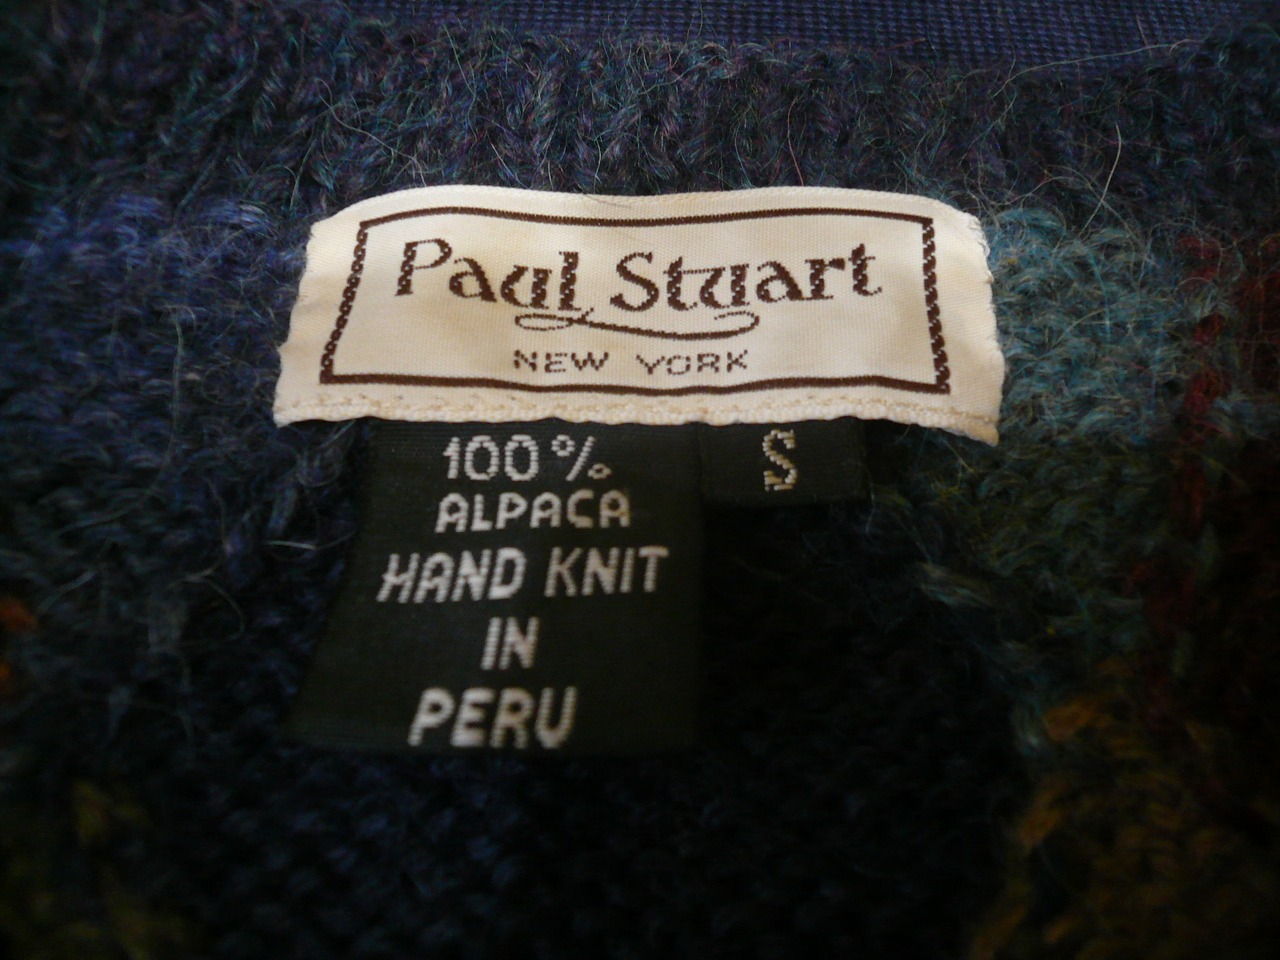 Paul Stuart
NEW YORK
100%
ALPACA
HAND KNIT
IN
PERU
S